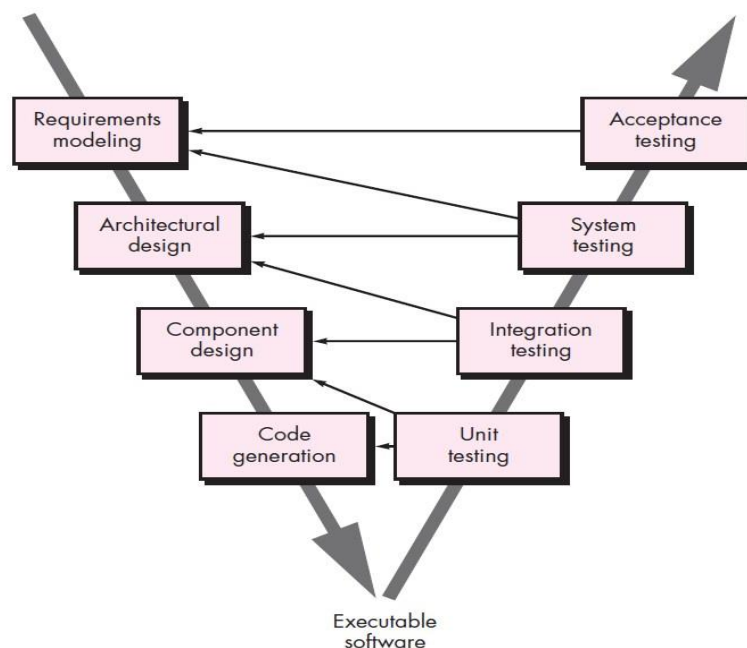 Requirements
modeling
Acceptance
testing
Architectural
design
System
testing
Component
design
Integration
testing
Code
generation
Unit
testing
Executable
software